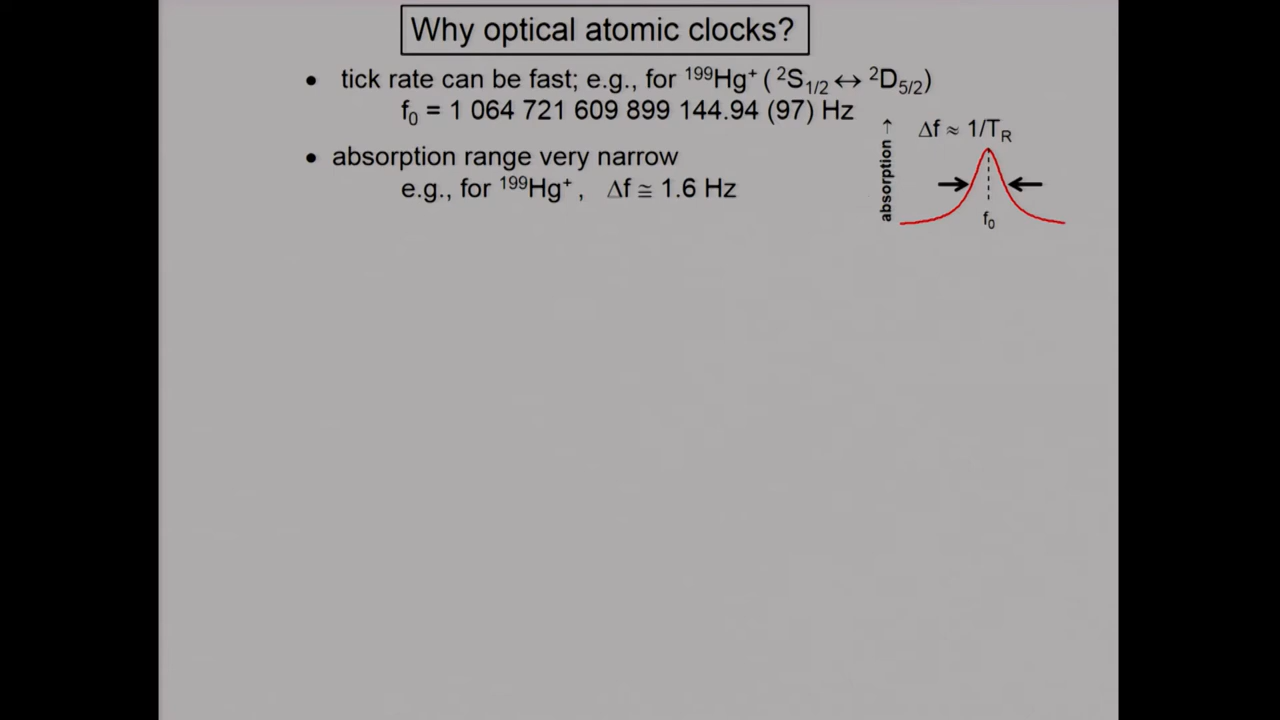 Why optical atomic clocks?
• tick rate can be fast; e.g., for ¹⁹⁹Hg⁺ ( ²S₁/₂ ↔ ²D₅/₂)
f₀ = 1 064 721 609 899 144.94 (97) Hz
• absorption range very narrow
e.g., for ¹⁹⁹Hg⁺ , Δf ≅ 1.6 Hz
absorption →
Δf ≈ 1/T_R
f₀